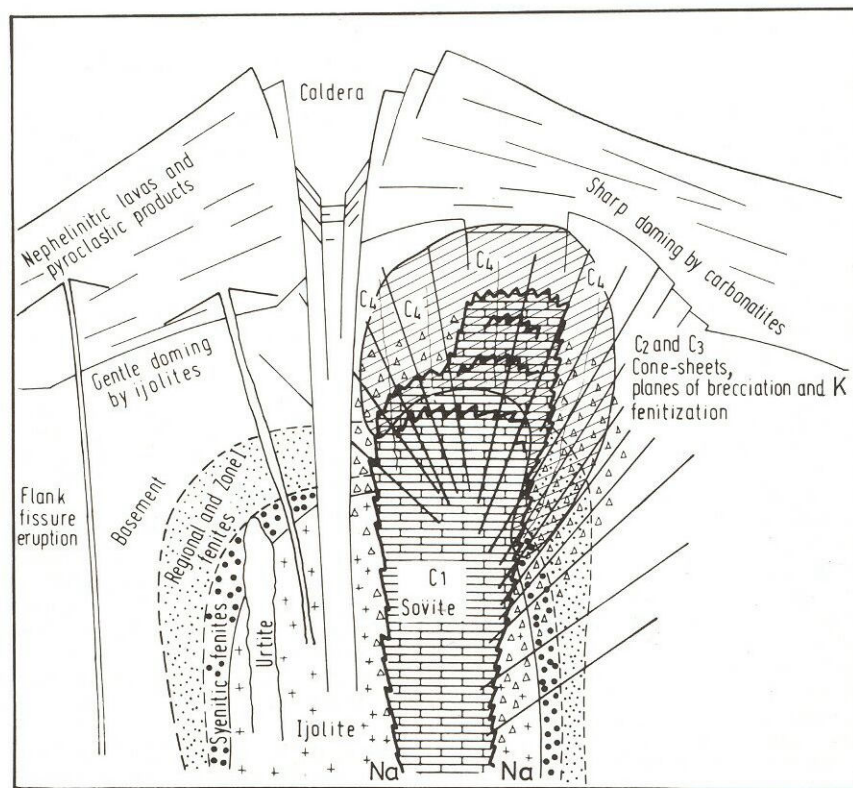 Caldera
Nephelinitic lavas and
pyroclastic products
Sharp doming by carbonatites
C4
C4
C4
C4
C2 and C3
Cone-sheets,
planes of brecciation and K
fenitization
Gentle doming
by ijolites
Flank
fissure
eruption
Basement
Regional and Zone 1
fenites
Syenitic fenites
Urtite
Ijolite
C1
Sovite
Na
Na